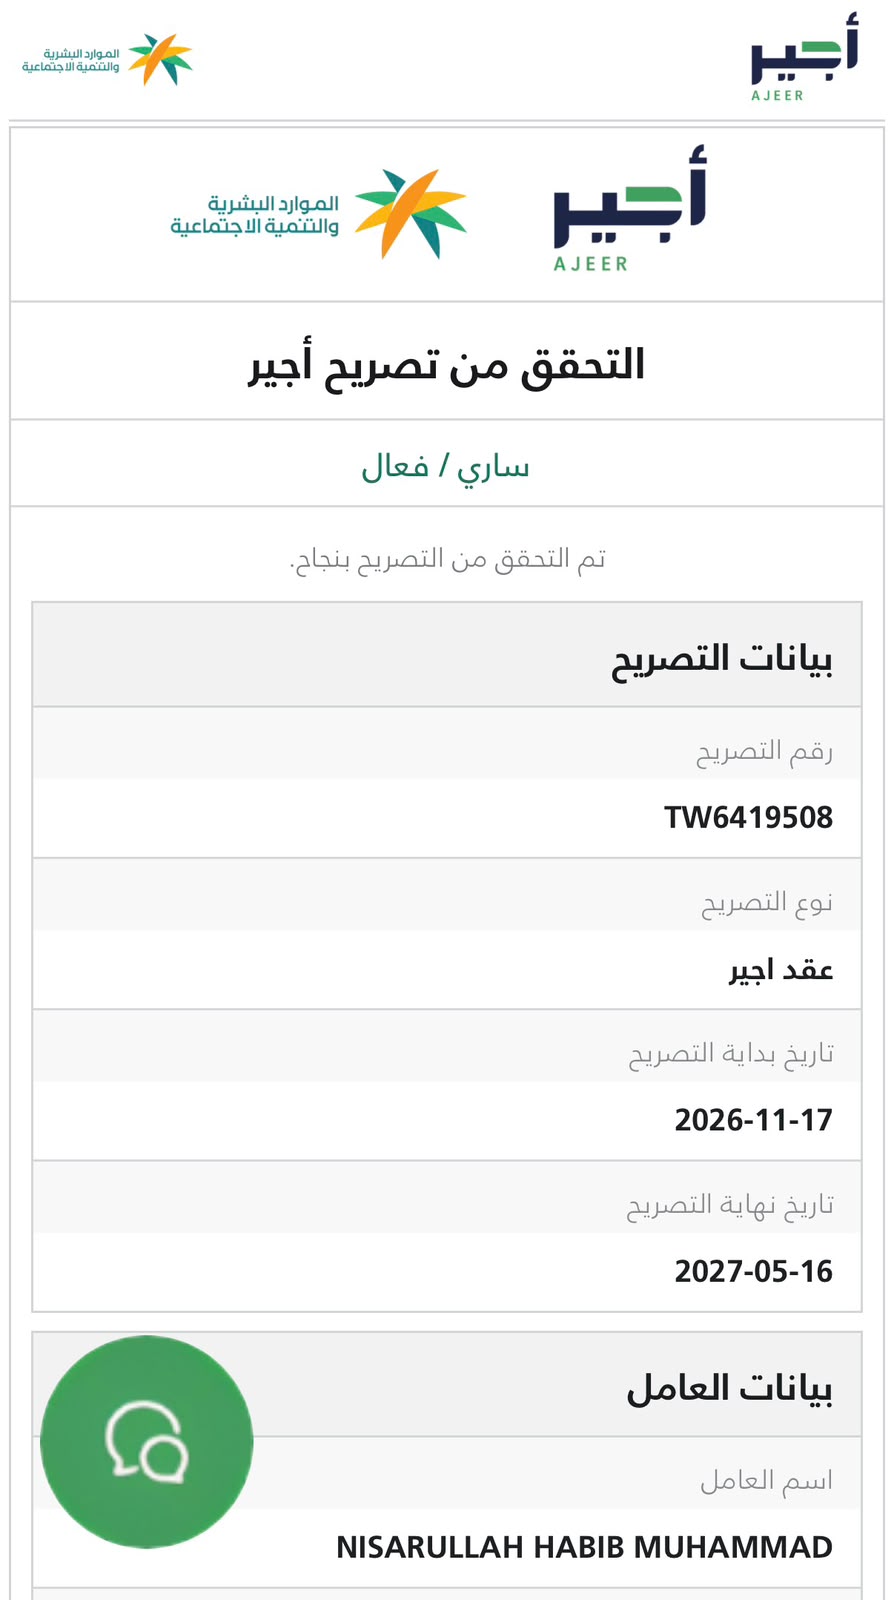 أجير
AJEER
الموارد البشرية
والتنمية الاجتماعية
أجير
AJEER
الموارد البشرية
والتنمية الاجتماعية
التحقق من تصريح أجير
ساري / فعال
تم التحقق من التصريح بنجاح.
بيانات التصريح
رقم التصريح
TW6419508
نوع التصريح
عقد اجير
تاريخ بداية التصريح
2026-11-17
تاريخ نهاية التصريح
2027-05-16
بيانات العامل
اسم العامل
NISARULLAH HABIB MUHAMMAD